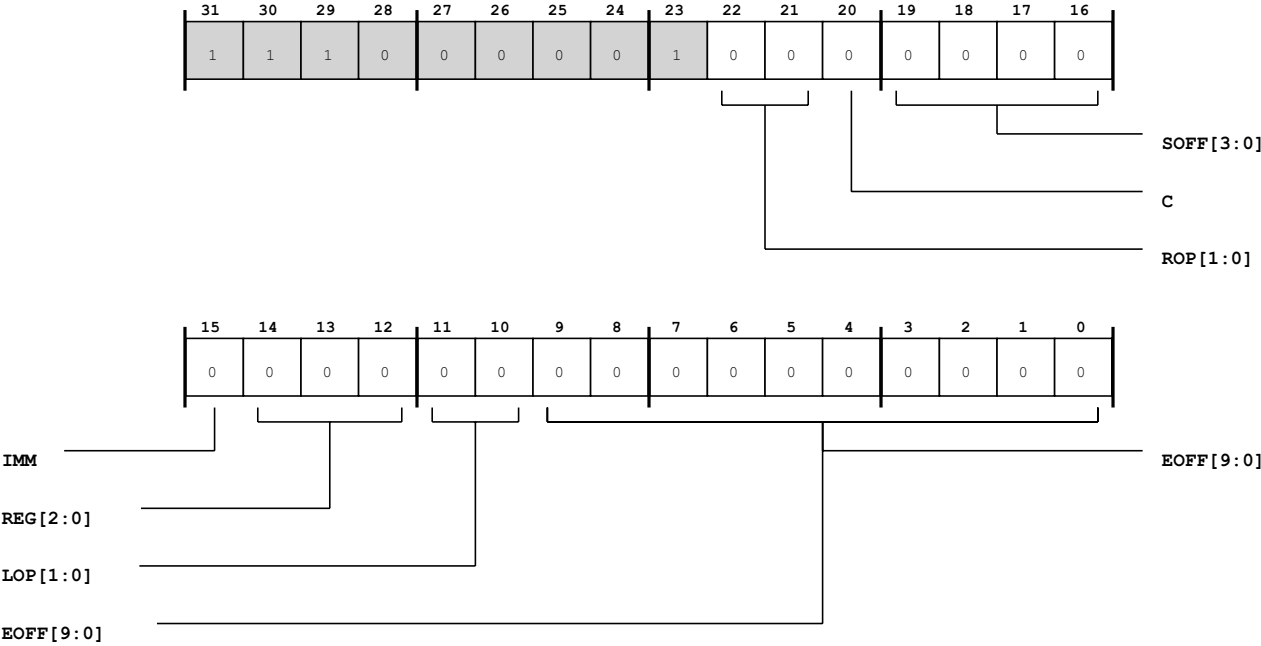 31 30 29 28 27 26 25 24 23 22 21 20 19 18 17 16
1 1 1 0 0 0 0 0 1 0 0 0 0 0 0 0
SOFF[3:0]
C
ROP[1:0]
15 14 13 12 11 10 9 8 7 6 5 4 3 2 1 0
0 0 0 0 0 0 0 0 0 0 0 0 0 0 0 0
IMM EOFF[9:0]
REG[2:0]
LOP[1:0]
EOFF[9:0]